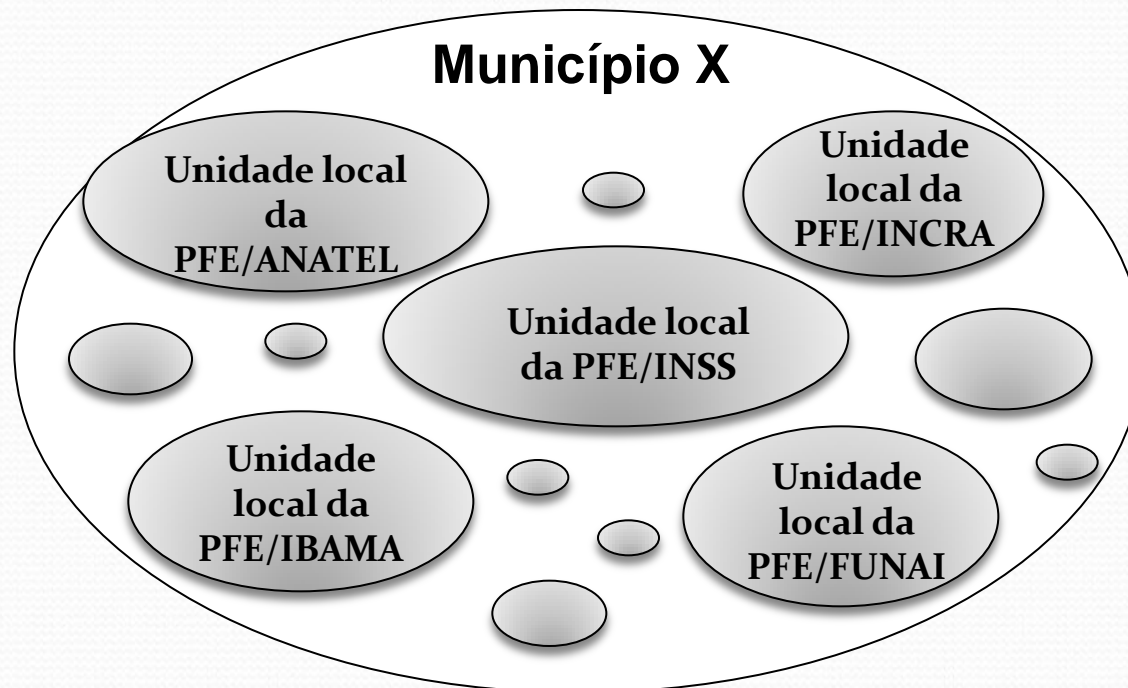 Município X
Unidade local
da
PFE/ANATEL
Unidade
local da
PFE/INCRA
Unidade local
da PFE/INSS
Unidade
local da
PFE/IBAMA
Unidade
local da
PFE/FUNAI